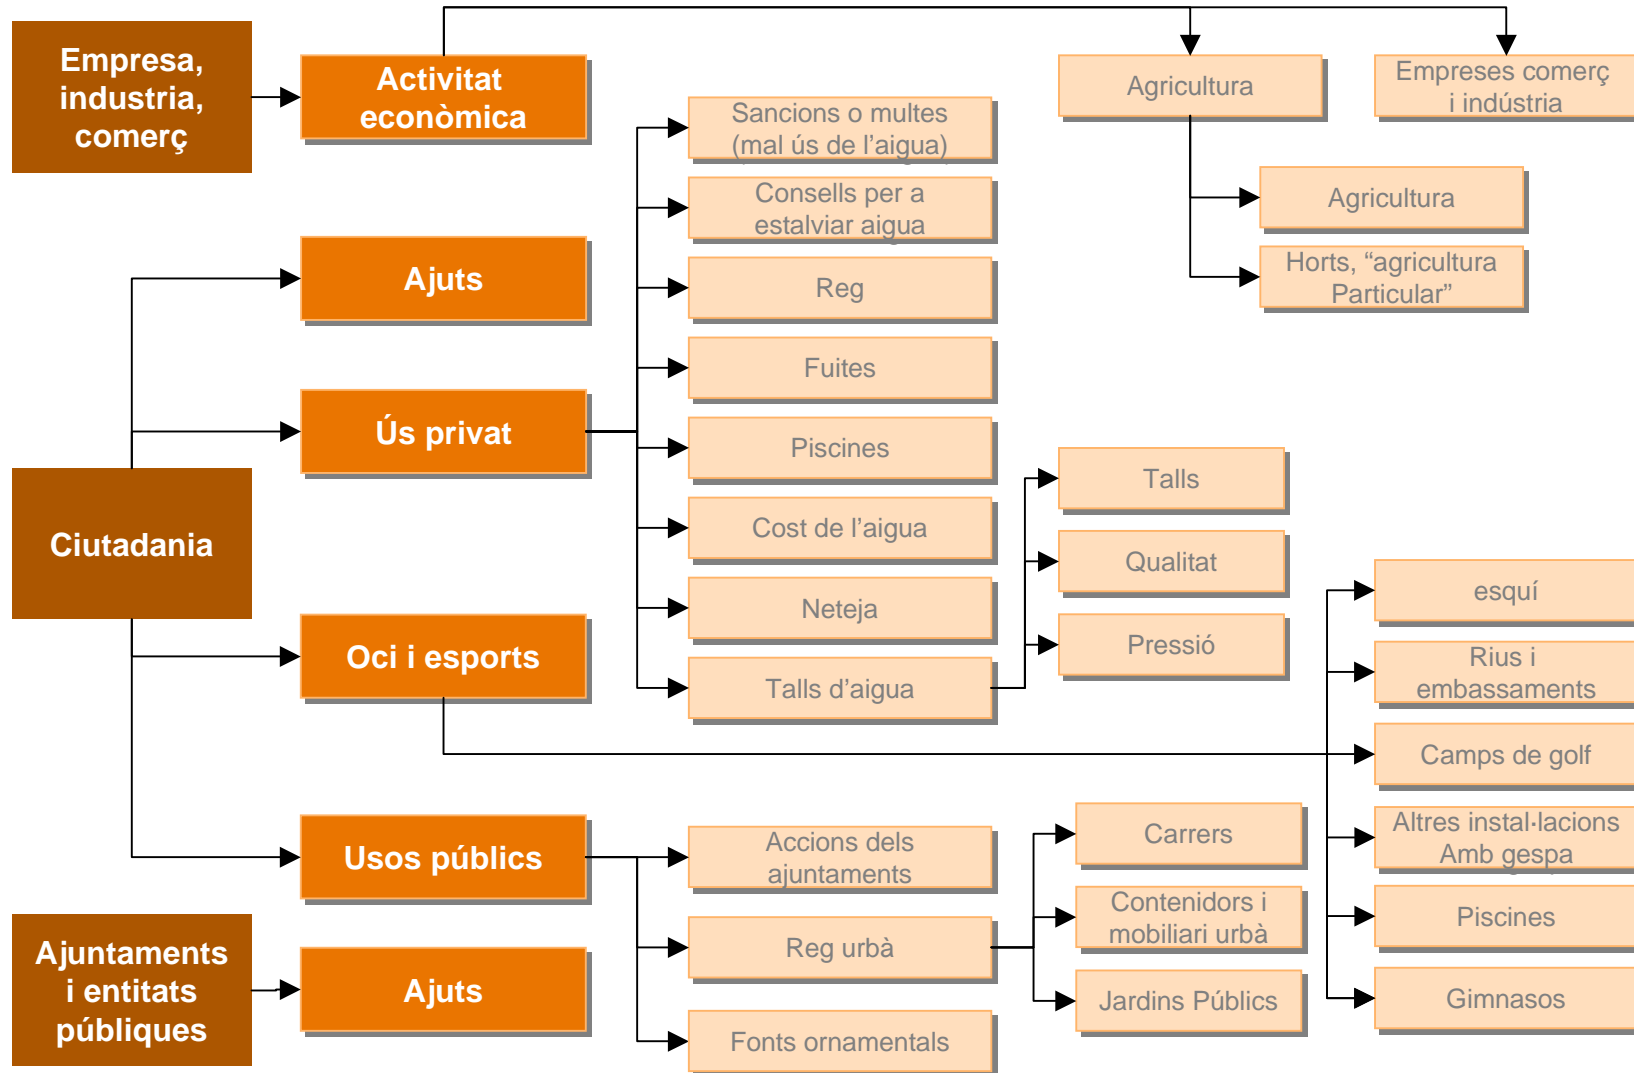 Empresa,
industria,
comerç
Activitat
econòmica
Agricultura
Empreses comerç
i indústria
Sancions o multes
(mal ús de l’aigua)
Consells per a
estalviar aigua
Agricultura
Horts, “agricultura
Particular”
Ajuts
Reg
Fuites
Ús privat
Piscines
Talls
Ciutadania
Cost de l’aigua
Qualitat
esquí
Neteja
Pressió
Oci i esports
Rius i
embassaments
Talls d’aigua
Camps de golf
Usos públics
Accions dels
ajuntaments
Carrers
Altres instal·lacions
Amb gespa
Contenidors i
mobiliari urbà
Piscines
Ajuntaments
i entitats
públiques
Ajuts
Reg urbà
Jardins Públics
Gimnasos
Fonts ornamentals